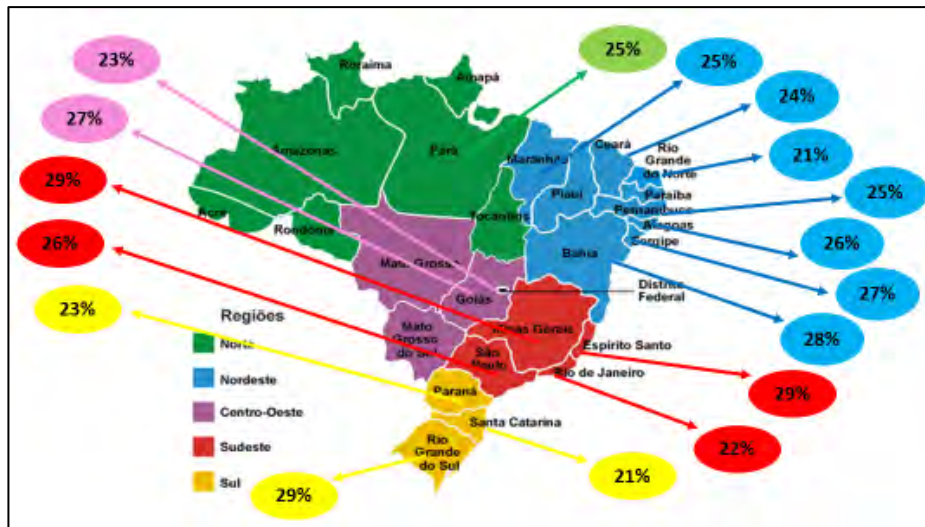 23%
25%
25%
24%
27%
21%
29%
25%
26%
26%
23%
27%
28%
29%
22%
29%
21%
Roraima
Amapá
Amazonas
Pará
Maranhão
Ceará
Rio
Grande
do Norte
Piauí
Paraíba
Pernambuco
Alagoas
Sergipe
Acre
Rondônia
Tocantins
Bahia
Mato Grosso
Distrito
Federal
Goiás
Mato
Grosso
do Sul
Minas Gerais
Espírito Santo
São
Paulo
Rio de Janeiro
Paraná
Santa Catarina
Rio
Grande
do Sul
Regiões
Norte
Nordeste
Centro-Oeste
Sudeste
Sul